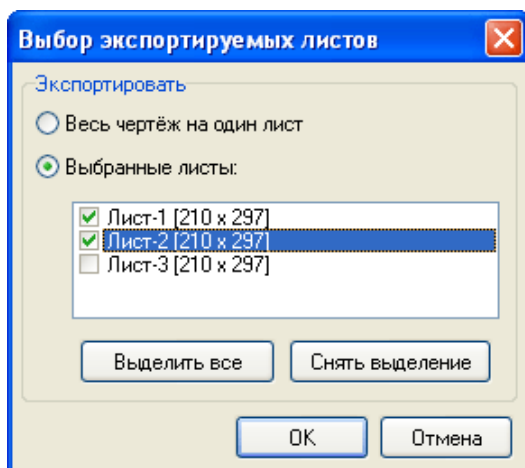 Выбор экспортируемых листов
Экспортировать
Весь чертёж на один лист
Выбранные листы:
Лист-1 [210 x 297]
Лист-2 [210 x 297]
Лист-3 [210 x 297]
Выделить все
Снять выделение
OK
Отмена